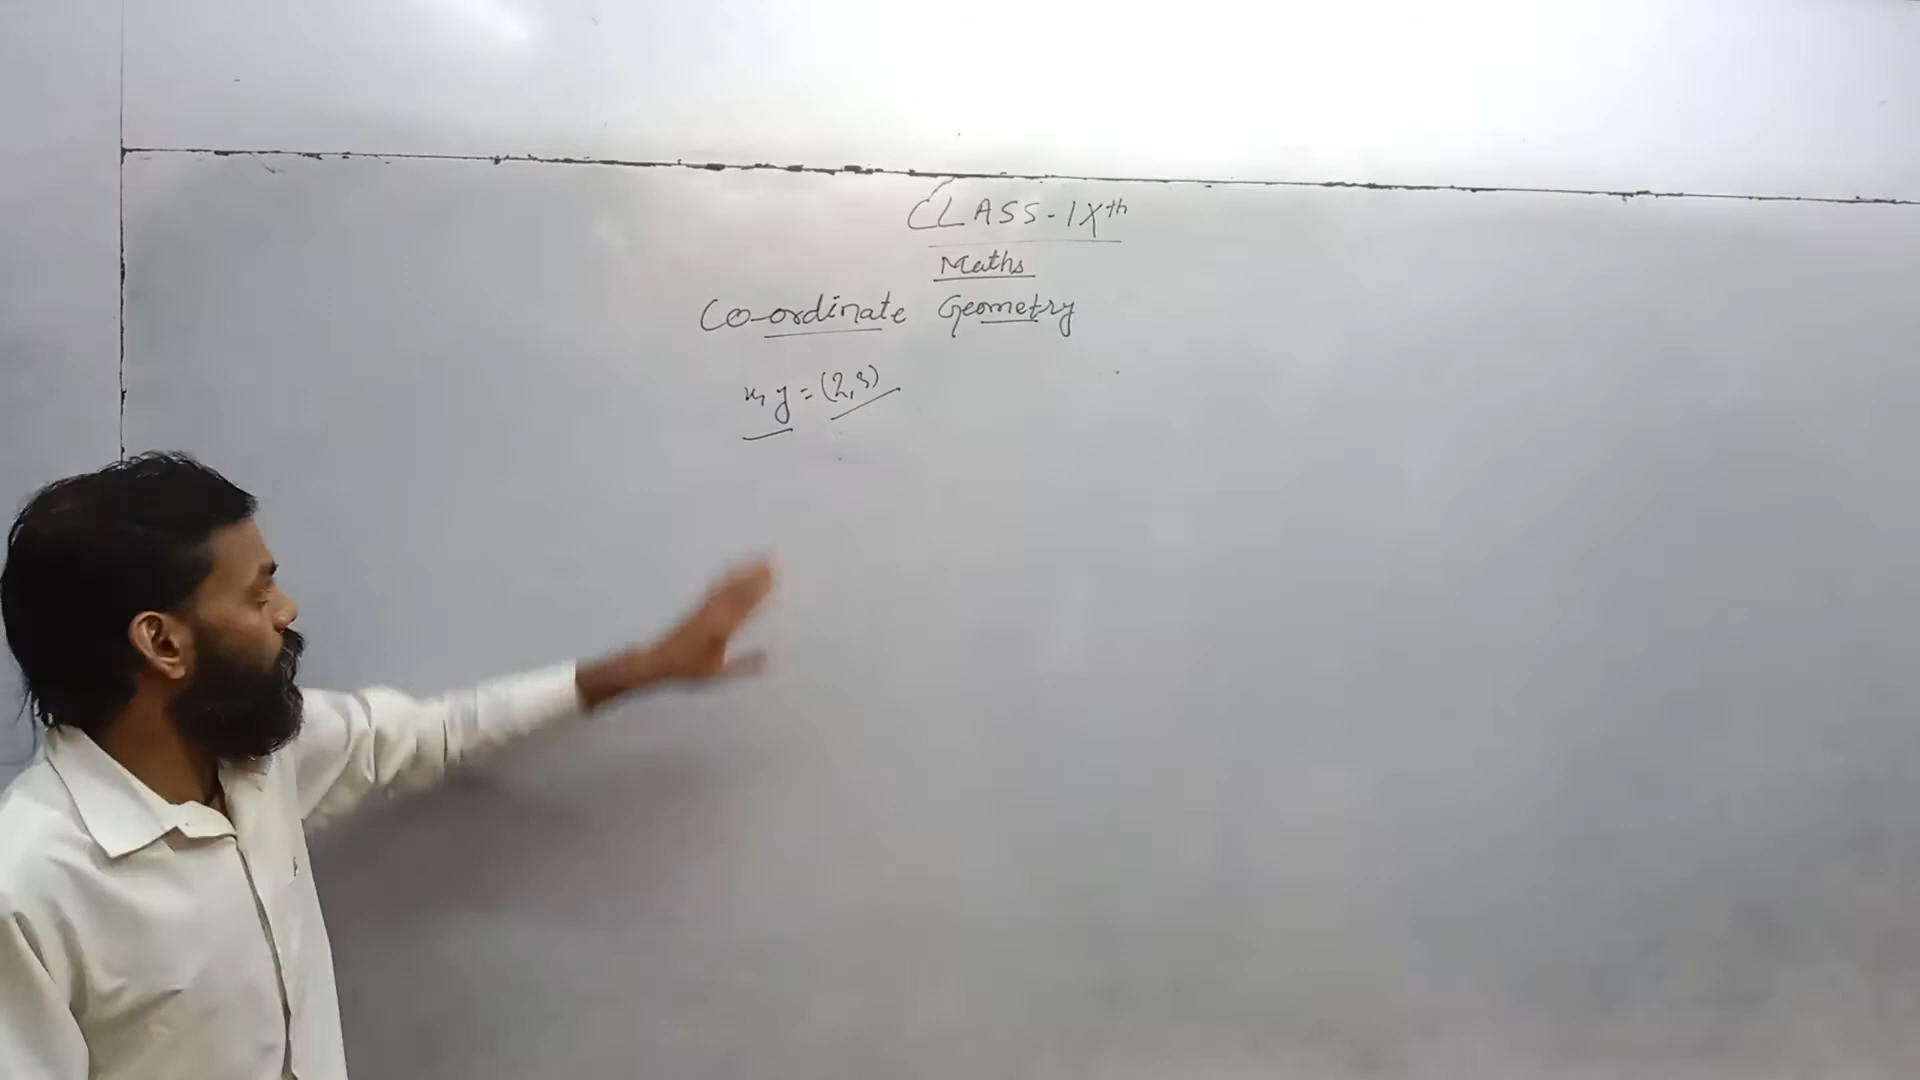 CLASS-IXth
Maths
Co-ordinate Geometry
x, y = (2,3)